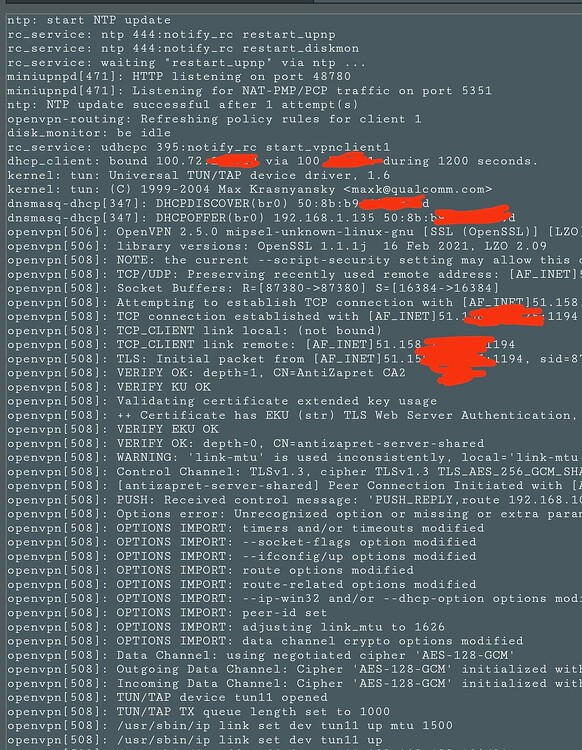 ntp: start NTP update
rc_service: ntp 444:notify_rc restart_upnp
rc_service: ntp 444:notify_rc restart_diskmon
rc_service: waiting "restart_upnp" via ntp ...
miniupnpd[471]: HTTP listening on port 48780
miniupnpd[471]: Listening for NAT-PMP/PCP traffic on port 5351
ntp: NTP update successful after 1 attempt(s)
openvpn-routing: Refreshing policy rules for client 1
disk_monitor: be idle
rc_service: udhcpc 395:notify_rc start_vpnclient1
dhcp_client: bound 100.72. via 100 during 1200 seconds.
kernel: tun: Universal TUN/TAP device driver, 1.6
kernel: tun: (C) 1999-2004 Max Krasnyansky <maxk@qualcomm.com>
dnsmasq-dhcp[347]: DHCPDISCOVER(br0) 50:8b:b9 d
dnsmasq-dhcp[347]: DHCPOFFER(br0) 192.168.1.135 50:8b: d
openvpn[506]: OpenVPN 2.5.0 mipsel-unknown-linux-gnu [SSL (OpenSSL)] [LZO]
openvpn[506]: library versions: OpenSSL 1.1.1j  16 Feb 2021, LZO 2.09
openvpn[508]: NOTE: the current --script-security setting may allow this c
openvpn[508]: TCP/UDP: Preserving recently used remote address: [AF_INET]5
openvpn[508]: Socket Buffers: R=[87380->87380] S=[16384->16384]
openvpn[508]: Attempting to establish TCP connection with [AF_INET]51.158
openvpn[508]: TCP connection established with [AF_INET]51. 1194
openvpn[508]: TCP_CLIENT link local: (not bound)
openvpn[508]: TCP_CLIENT link remote: [AF_INET]51.158 1194
openvpn[508]: TLS: Initial packet from [AF_INET]51.15 :1194, sid=87
openvpn[508]: VERIFY OK: depth=1, CN=AntiZapret CA2
openvpn[508]: VERIFY KU OK
openvpn[508]: Validating certificate extended key usage
openvpn[508]: ++ Certificate has EKU (str) TLS Web Server Authentication,
openvpn[508]: VERIFY EKU OK
openvpn[508]: VERIFY OK: depth=0, CN=antizapret-server-shared
openvpn[508]: WARNING: 'link-mtu' is used inconsistently, local='link-mtu
openvpn[508]: Control Channel: TLSv1.3, cipher TLSv1.3 TLS_AES_256_GCM_SHA
openvpn[508]: [antizapret-server-shared] Peer Connection Initiated with [A
openvpn[508]: PUSH: Received control message: 'PUSH_REPLY,route 192.168.10
openvpn[508]: Options error: Unrecognized option or missing or extra param
openvpn[508]: OPTIONS IMPORT: timers and/or timeouts modified
openvpn[508]: OPTIONS IMPORT: --socket-flags option modified
openvpn[508]: OPTIONS IMPORT: --ifconfig/up options modified
openvpn[508]: OPTIONS IMPORT: route options modified
openvpn[508]: OPTIONS IMPORT: route-related options modified
openvpn[508]: OPTIONS IMPORT: --ip-win32 and/or --dhcp-option options modi
openvpn[508]: OPTIONS IMPORT: peer-id set
openvpn[508]: OPTIONS IMPORT: adjusting link_mtu to 1626
openvpn[508]: OPTIONS IMPORT: data channel crypto options modified
openvpn[508]: Data Channel: using negotiated cipher 'AES-128-GCM'
openvpn[508]: Outgoing Data Channel: Cipher 'AES-128-GCM' initialized with
openvpn[508]: Incoming Data Channel: Cipher 'AES-128-GCM' initialized with
openvpn[508]: TUN/TAP device tun11 opened
openvpn[508]: TUN/TAP TX queue length set to 1000
openvpn[508]: /usr/sbin/ip link set dev tun11 up mtu 1500
openvpn[508]: /usr/sbin/ip link set dev tun11 up